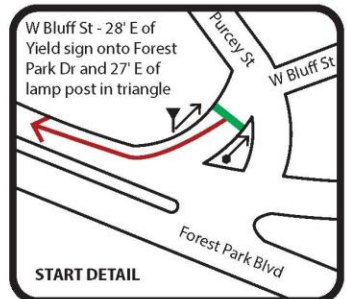 W Bluff St - 28' E of
Yield sign onto Forest
Park Dr and 27' E of
lamp post in triangle
Purcey St
W Bluff St
Forest Park Blvd
START DETAIL